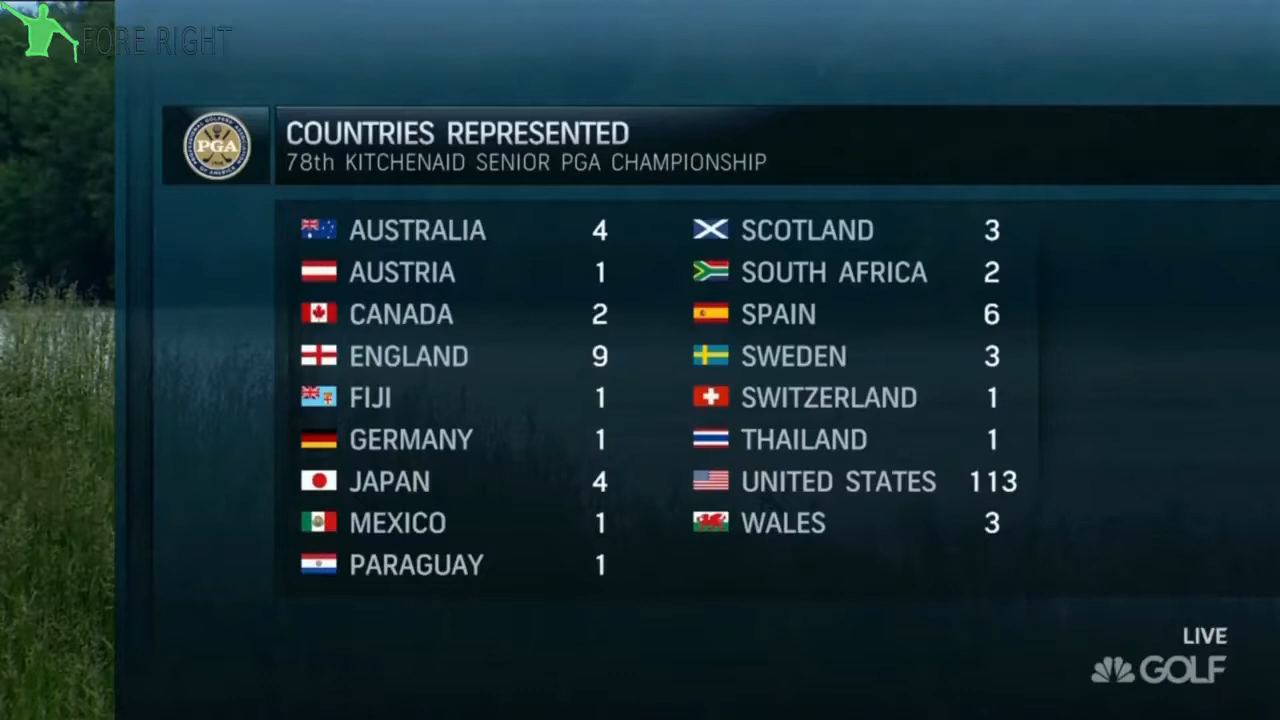 FORE RIGHT
PGA
COUNTRIES REPRESENTED
78th KITCHENAID SENIOR PGA CHAMPIONSHIP
AUSTRALIA 4
AUSTRIA 1
CANADA 2
ENGLAND 9
FIJI 1
GERMANY 1
JAPAN 4
MEXICO 1
PARAGUAY 1
SCOTLAND 3
SOUTH AFRICA 2
SPAIN 6
SWEDEN 3
SWITZERLAND 1
THAILAND 1
UNITED STATES 113
WALES 3
LIVE
GOLF